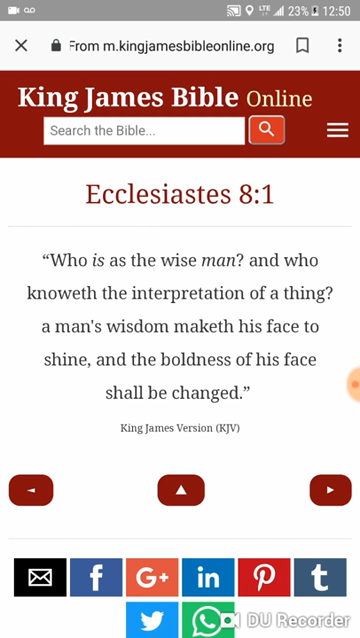 LTE 23% 12:50
From m.kingjamesbibleonline.org
King James Bible Online
Search the Bible...
Ecclesiastes 8:1
“Who is as the wise man? and who
knoweth the interpretation of a thing?
a man's wisdom maketh his face to
shine, and the boldness of his face
shall be changed.”
King James Version (KJV)
f G+ in t
DU Recorder